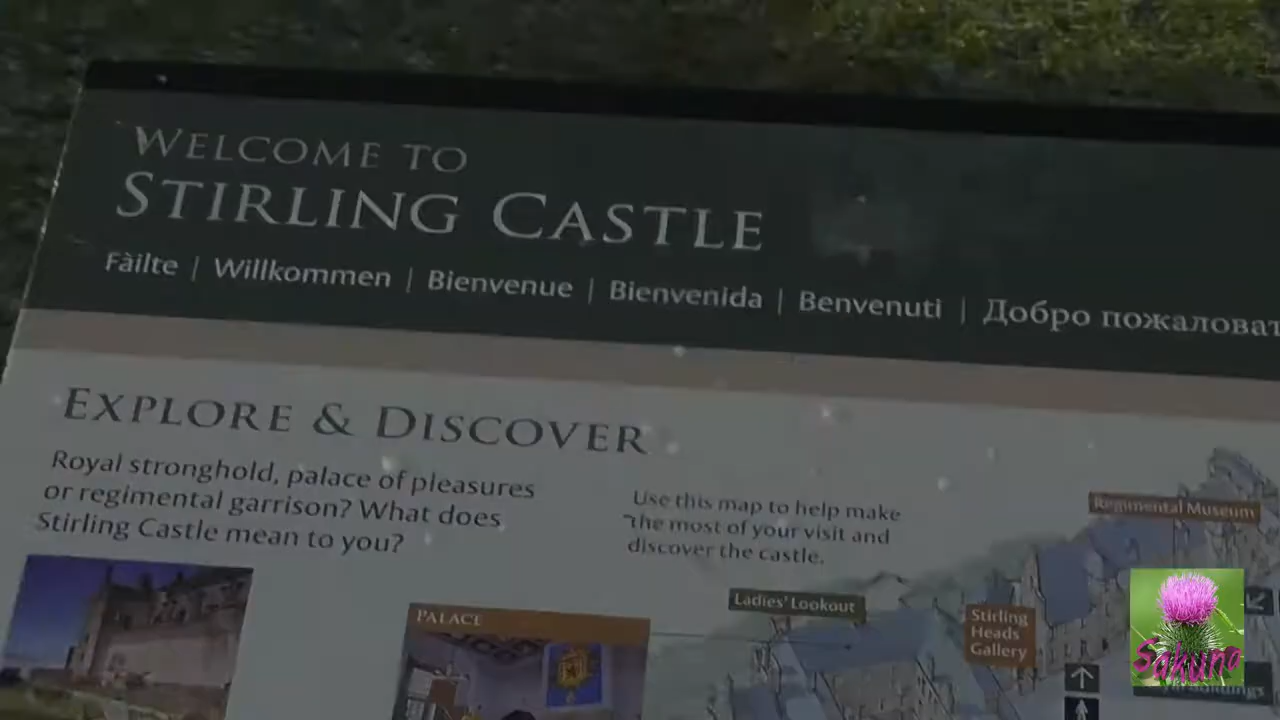 WELCOME TO
STIRLING CASTLE
Fàilte | Willkommen | Bienvenue | Bienvenida | Benvenuti | Добро пожаловат
EXPLORE & DISCOVER
Royal stronghold, palace of pleasures
or regimental garrison? What does
Stirling Castle mean to you?
Use this map to help make
the most of your visit and
discover the castle.
Regimental Museum
Ladies' Lookout
Stirling
Heads
Gallery
PALACE
Sakuna